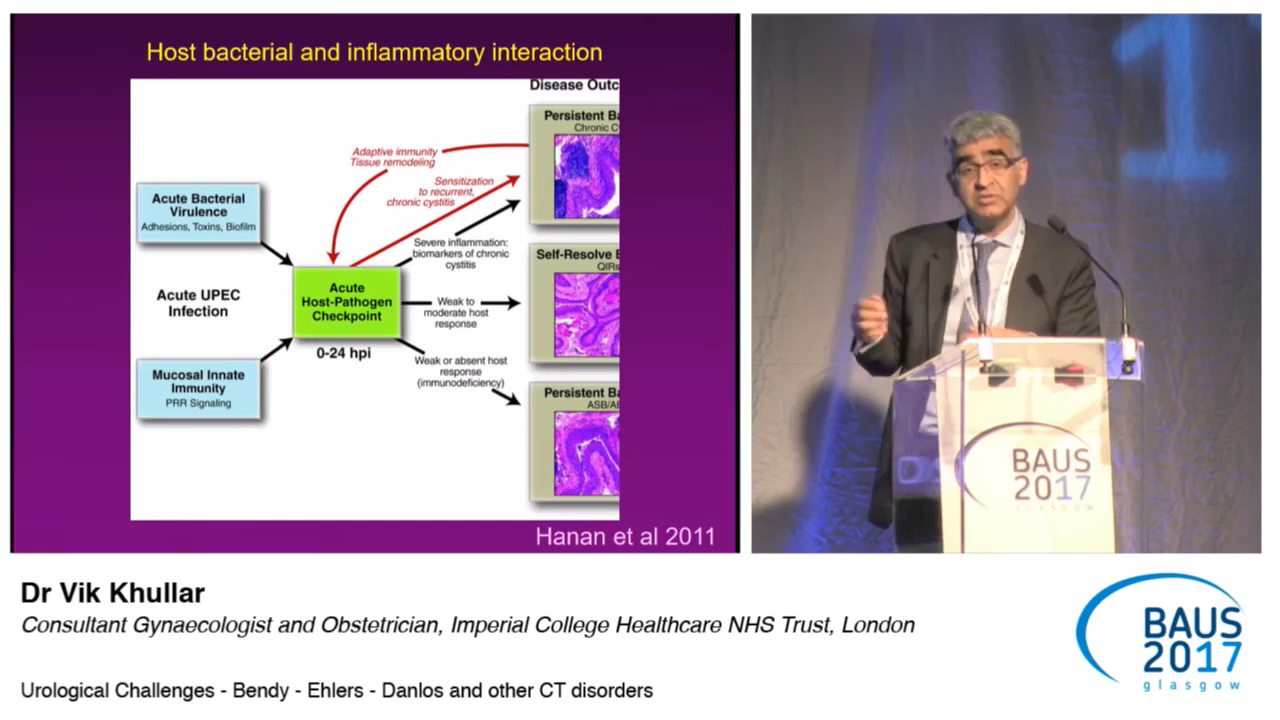 Host bacterial and inflammatory interaction
Disease Outc
Persistent Ba
Chronic C
Adaptive immunity
Tissue remodeling
Sensitization
to recurrent,
chronic cystitis
Acute Bacterial
Virulence
Adhesions, Toxins, Biofilm
Severe inflammation:
biomarkers of chronic
cystitis
Self-Resolve B
QIRs
Acute UPEC
Infection
Acute
Host-Pathogen
Checkpoint
Weak to
moderate host
response
0-24 hpi
Weak or absent host
response
(immunodeficiency)
Mucosal Innate
Immunity
PRR Signaling
Persistent Ba
ASB/AB
Hanan et al 2011
1
BAUS
2017
GLASGOW
Dr Vik Khullar
Consultant Gynaecologist and Obstetrician, Imperial College Healthcare NHS Trust, London
Urological Challenges - Bendy - Ehlers - Danlos and other CT disorders
BAUS
2017
glasgow